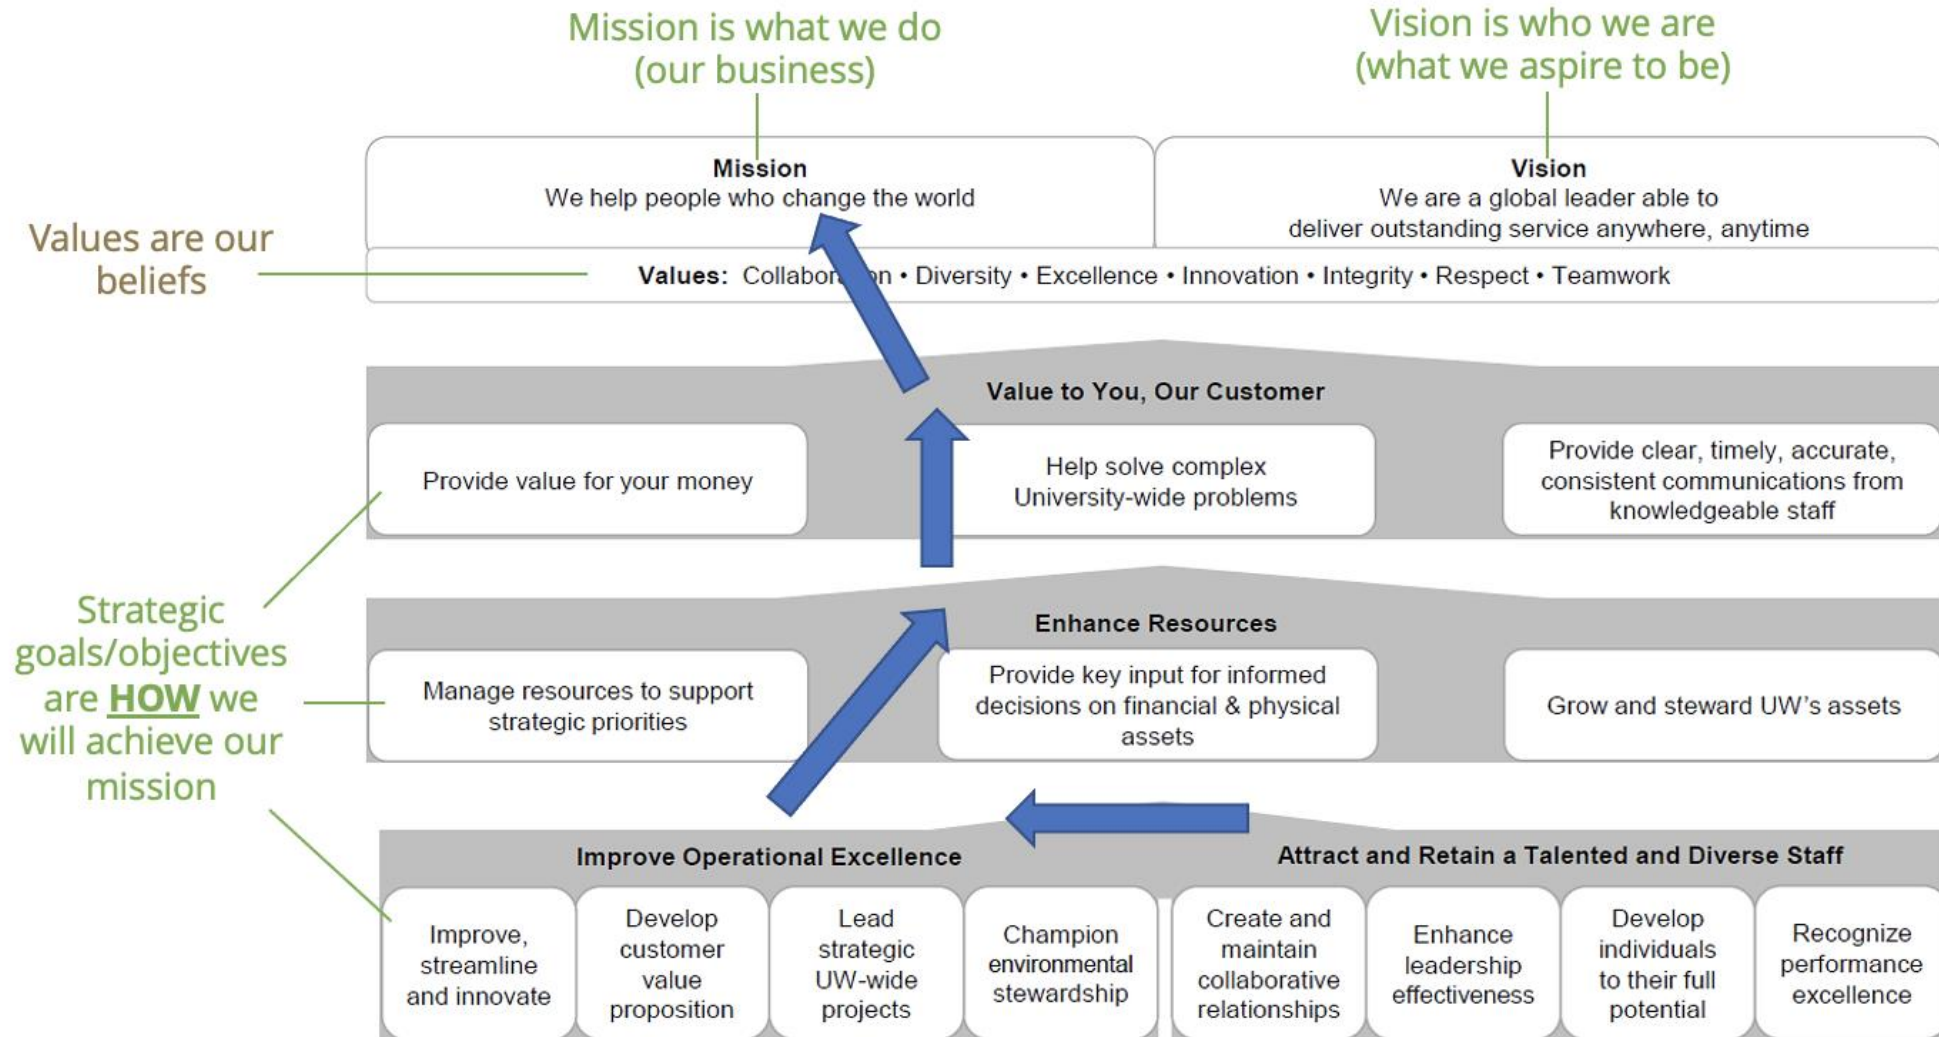 Mission is what we do
(our business)
Vision is who we are
(what we aspire to be)
Mission
We help people who change the world
Vision
We are a global leader able to
deliver outstanding service anywhere, anytime
Values are our
beliefs
Values: • Diversity • Excellence • Innovation • Integrity • Respect • Teamwork
Value to You, Our Customer
Provide value for your money
Help solve complex
University-wide problems
Provide clear, timely, accurate,
consistent communications from
knowledgeable staff
Strategic
goals/objectives
are HOW we
will achieve our
mission
Enhance Resources
Manage resources to support
strategic priorities
Provide key input for informed
decisions on financial & physical
assets
Grow and steward UW's assets
Improve Operational Excellence
Improve,
streamline
and innovate
Develop
customer
value
proposition
Lead
strategic
UW-wide
projects
Champion
environmental
stewardship
Attract and Retain a Talented and Diverse Staff
Create and
maintain
collaborative
relationships
Enhance
leadership
effectiveness
Develop
individuals
to their full
potential
Recognize
performance
excellence